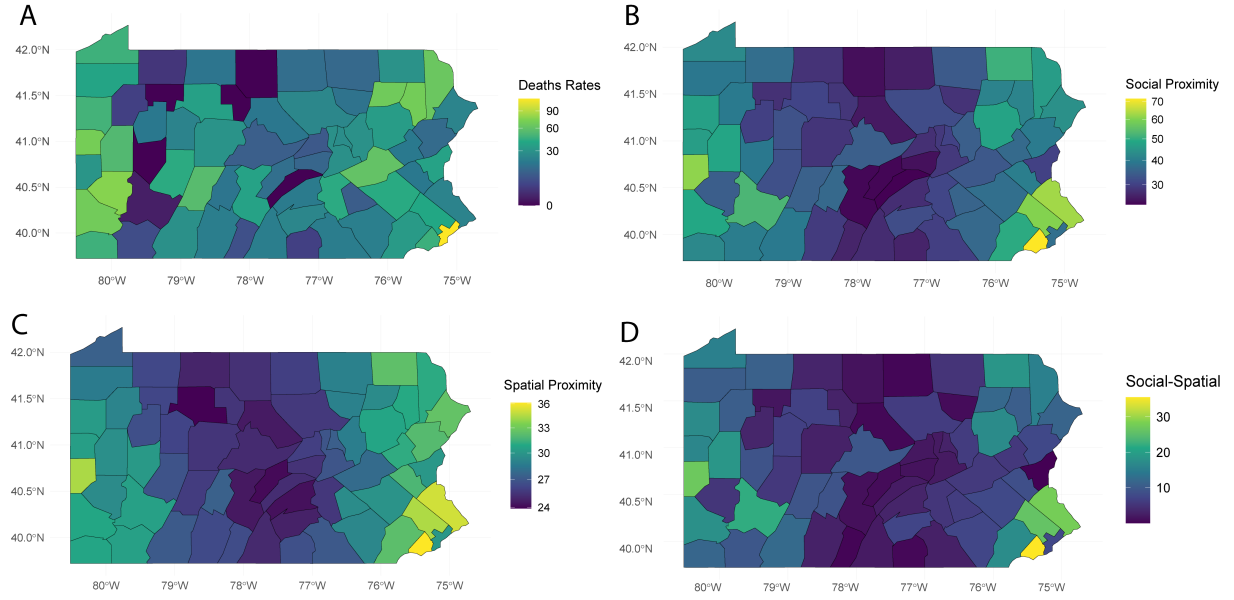 A
42.0°N
41.5°N
41.0°N
40.5°N
40.0°N
80°W
79°W
78°W
77°W
76°W
75°W
Deaths Rates
90
60
30
0
B
42.0°N
41.5°N
41.0°N
40.5°N
40.0°N
80°W
79°W
78°W
77°W
76°W
75°W
Social Proximity
70
60
50
40
30
C
42.0°N
41.5°N
41.0°N
40.5°N
40.0°N
80°W
79°W
78°W
77°W
76°W
75°W
Spatial Proximity
36
33
30
27
24
D
42.0°N
41.5°N
41.0°N
40.5°N
40.0°N
80°W
79°W
78°W
77°W
76°W
75°W
Social-Spatial
30
20
10